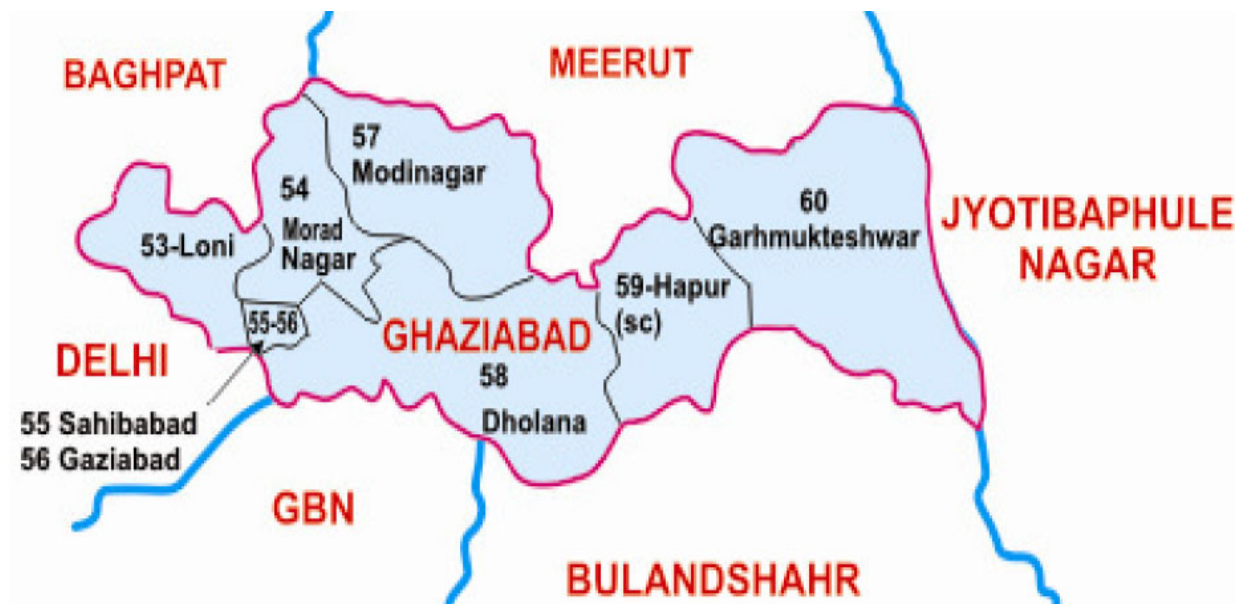 BAGHPAT
MEERUT
57
Modinagar
54
Morad
Nagar
53-Loni
60
Garhmukteshwar
JYOTIBAPHULE
NAGAR
59-Hapur
(sc)
55-56
GHAZIABAD
DELHI
58
Dholana
55 Sahibabad
56 Gaziabad
GBN
BULANDSHAHR